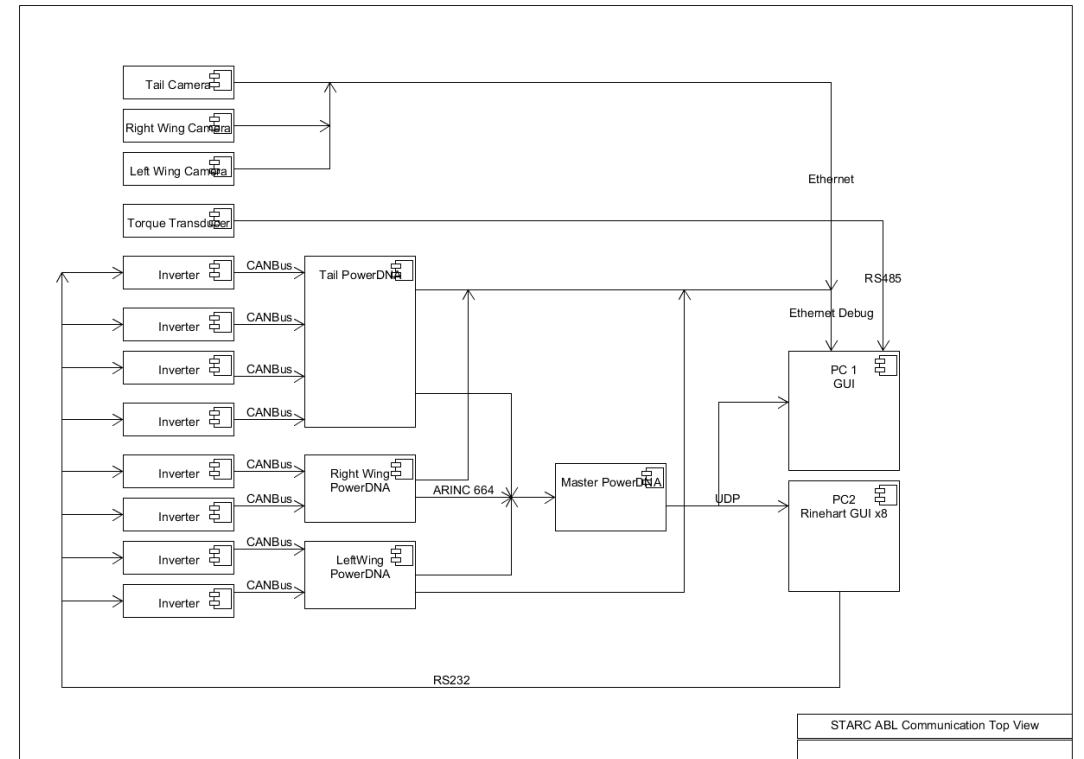 Tail Camera
Right Wing Camera
Left Wing Camera
Ethernet
Torque Transducer
Inverter
CANBus
Tail PowerDNA
RS485
Ethernet Debug
Inverter
CANBus
Inverter
CANBus
PC 1
GUI
Inverter
CANBus
Inverter
CANBus
Right Wing
PowerDNA
ARINC 664
Master PowerDNA
Inverter
CANBus
UDP
PC2
Rinehart GUI x8
Inverter
CANBus
LeftWing
PowerDNA
Inverter
CANBus
RS232
STARC ABL Communication Top View